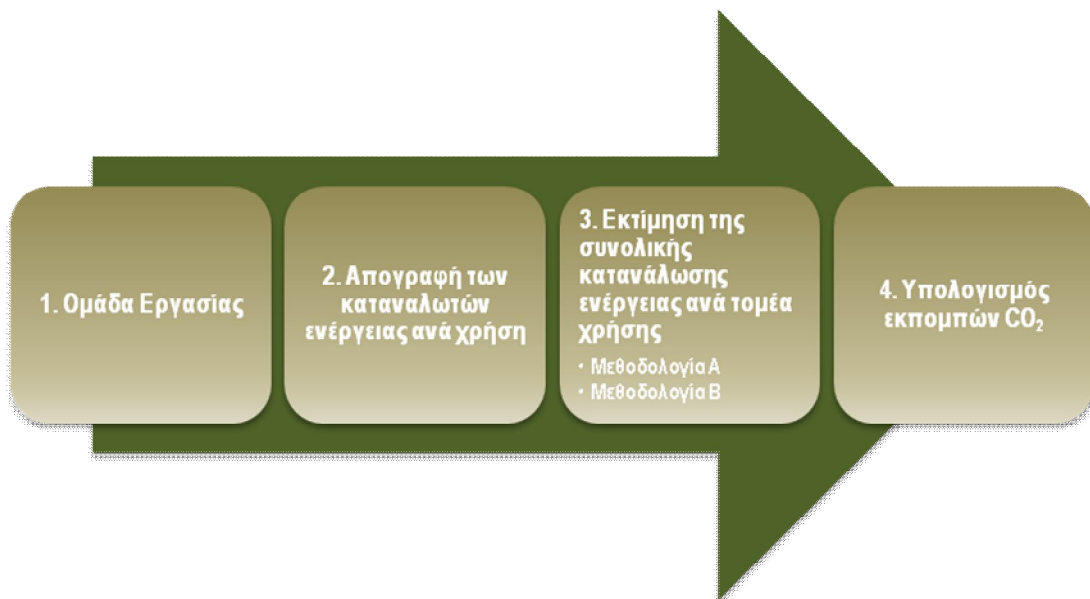 1. Ομάδα Εργασίας
2. Απογραφή των
καταναλωτών
ενέργειας ανά χρήση
3. Εκτίμηση της
συνολικής
κατανάλωσης
ενέργειας ανά τομέα
χρήσης
• Μεθοδολογία Α
• Μεθοδολογία Β
4. Υπολογισμός
εκπομπών CO₂